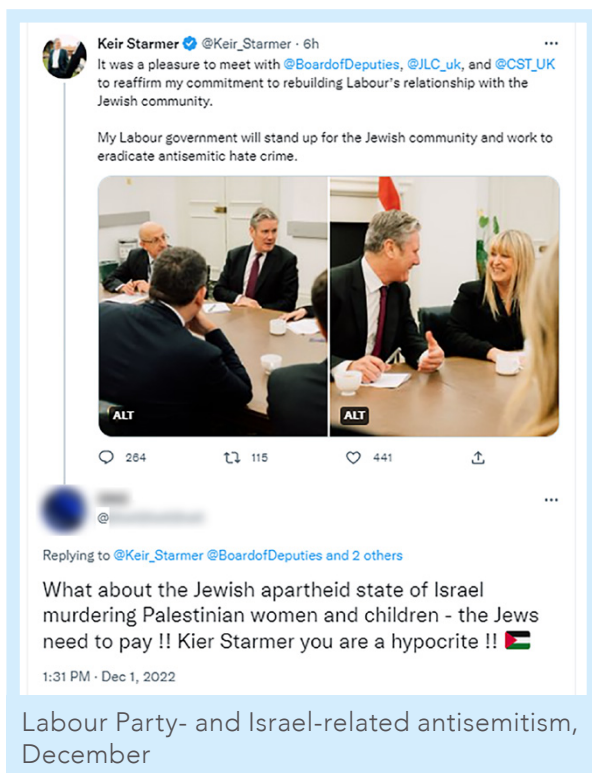 Keir Starmer @Keir_Starmer · 6h
It was a pleasure to meet with @BoardofDeputies, @JLC_uk, and @CST_UK
to reaffirm my commitment to rebuilding Labour's relationship with the
Jewish community.
My Labour government will stand up for the Jewish community and work to
eradicate antisemitic hate crime.
ALT
ALT
264 115 441
@
Replying to @Keir_Starmer @BoardofDeputies and 2 others
What about the Jewish apartheid state of Israel
murdering Palestinian women and children - the Jews
need to pay !! Kier Starmer you are a hypocrite !! 🇵🇸
1:31 PM · Dec 1, 2022
Labour Party- and Israel-related antisemitism,
December